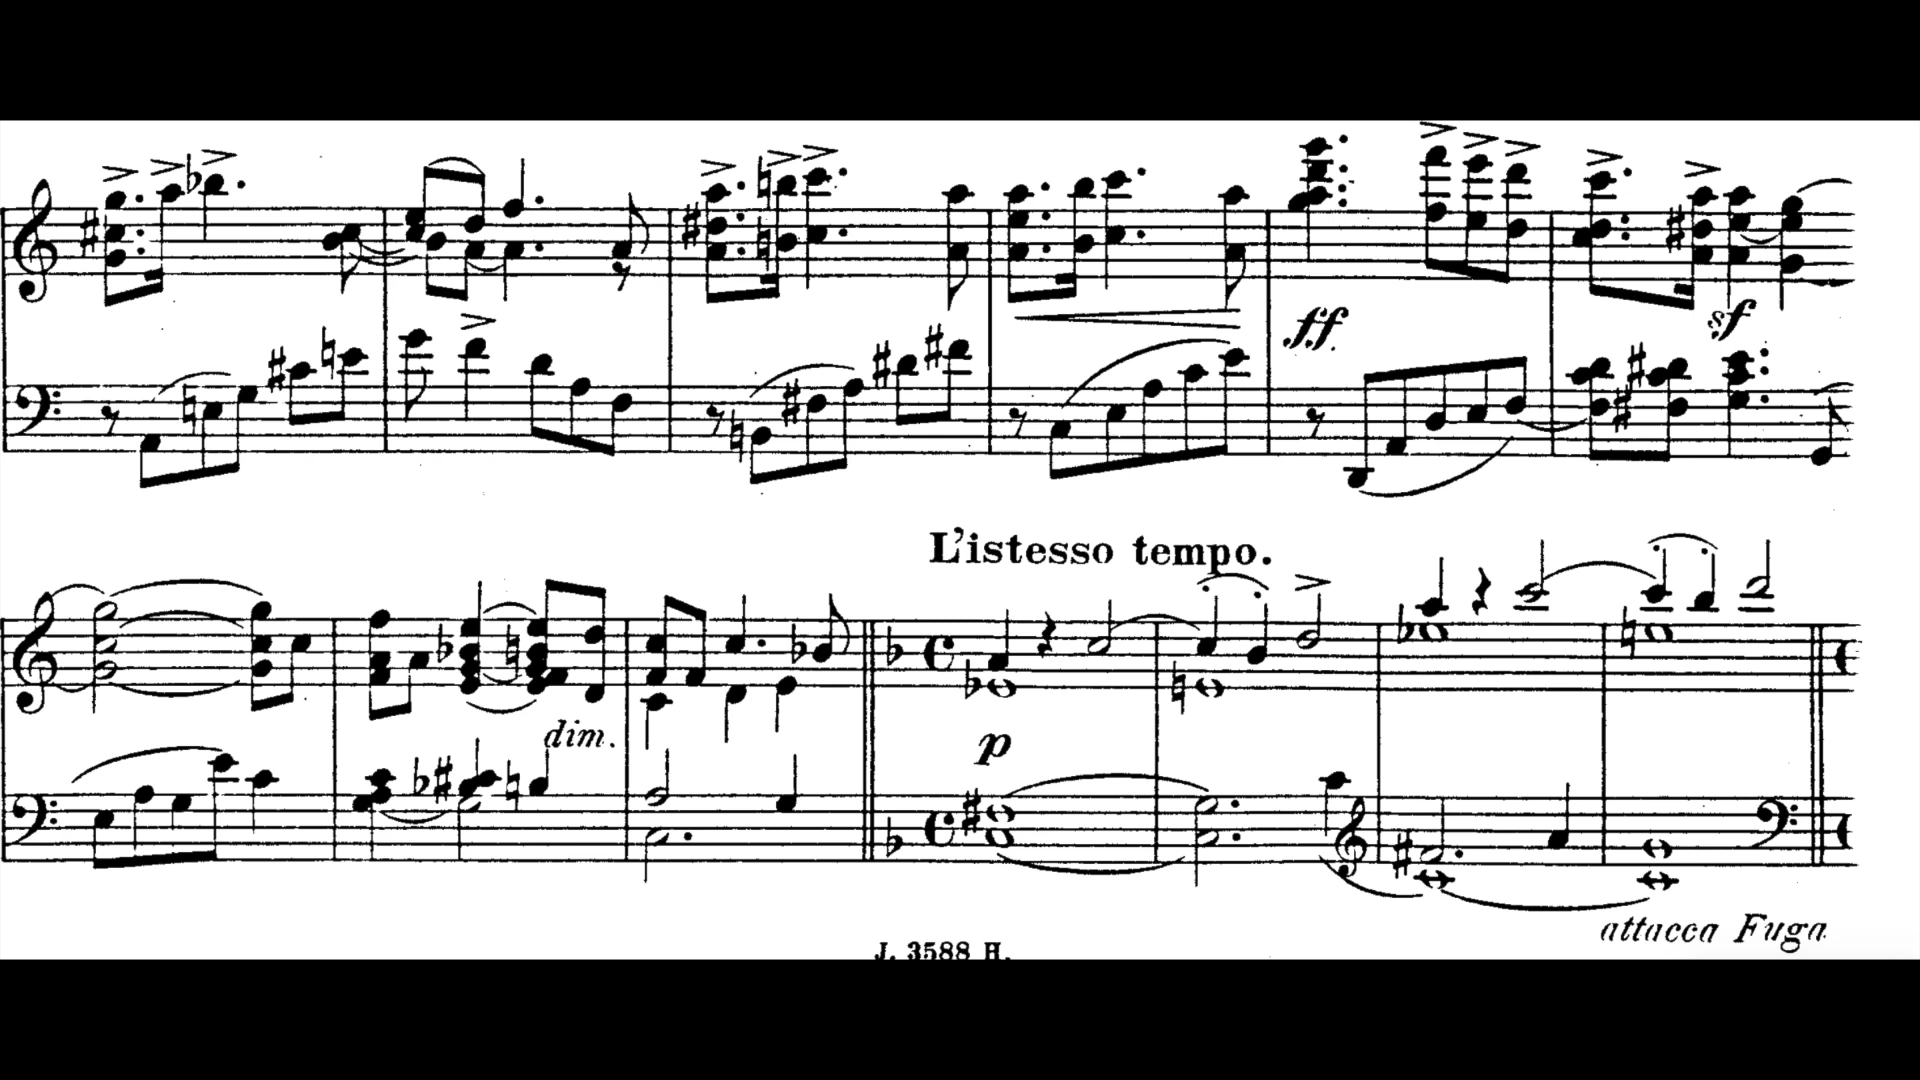 ff
sf
L'istesso tempo.
dim.
p
attacca Fuga
J. 3588 H.